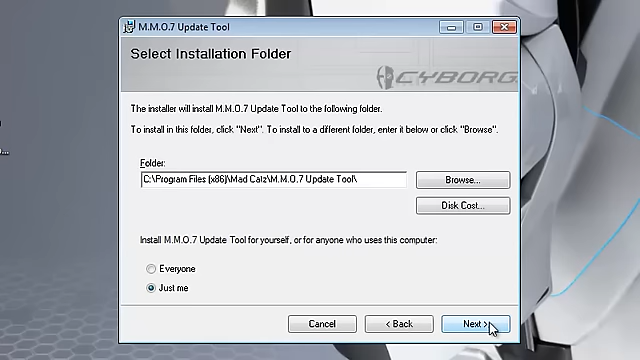 M.M.O.7 Update Tool
Select Installation Folder
CYBORG
The installer will install M.M.O.7 Update Tool to the following folder.
To install in this folder, click "Next". To install to a different folder, enter it below or click "Browse".
Folder:
C:\Program Files (x86)\Mad Catz\M.M.O.7 Update Tool\
Browse...
Disk Cost...
Install M.M.O.7 Update Tool for yourself, or for anyone who uses this computer:
Everyone
Just me
Cancel
< Back
Next >